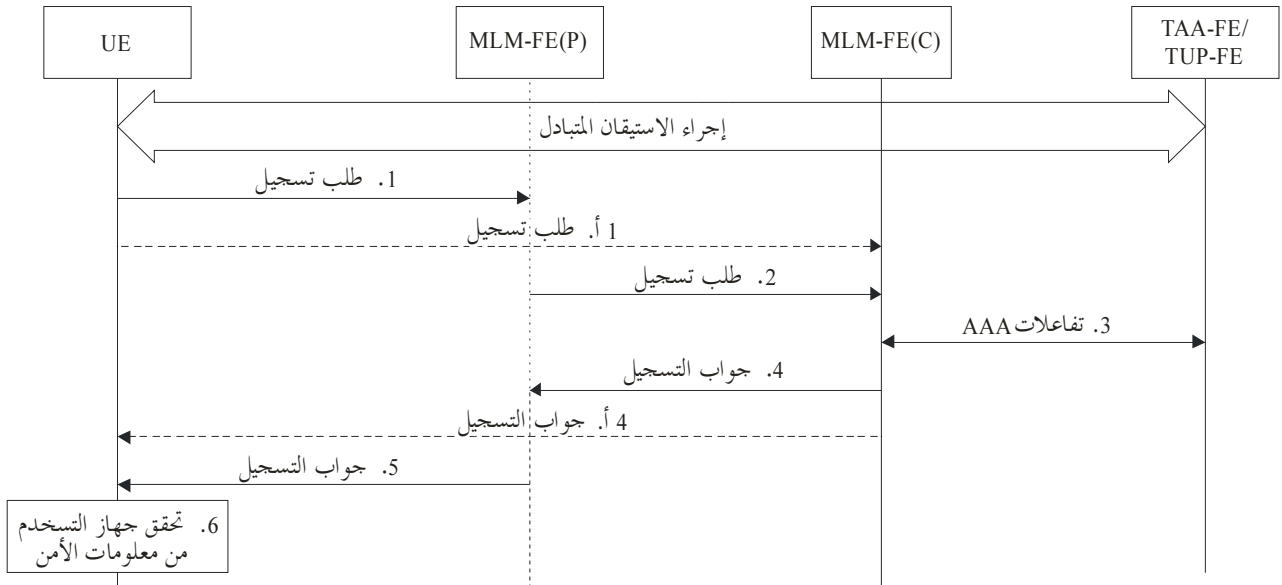 UE
MLM-FE(P)
MLM-FE(C)
TAA-FE/
TUP-FE
إجراء الاستيقان المتبادل
1. طلب تسجيل
1 أ. طلب تسجيل
2. طلب تسجيل
3. تفاعلات AAA
4. جواب التسجيل
4 أ. جواب التسجيل
5. جواب التسجيل
6. تحقق جهاز التسخدم
من معلومات الأمن